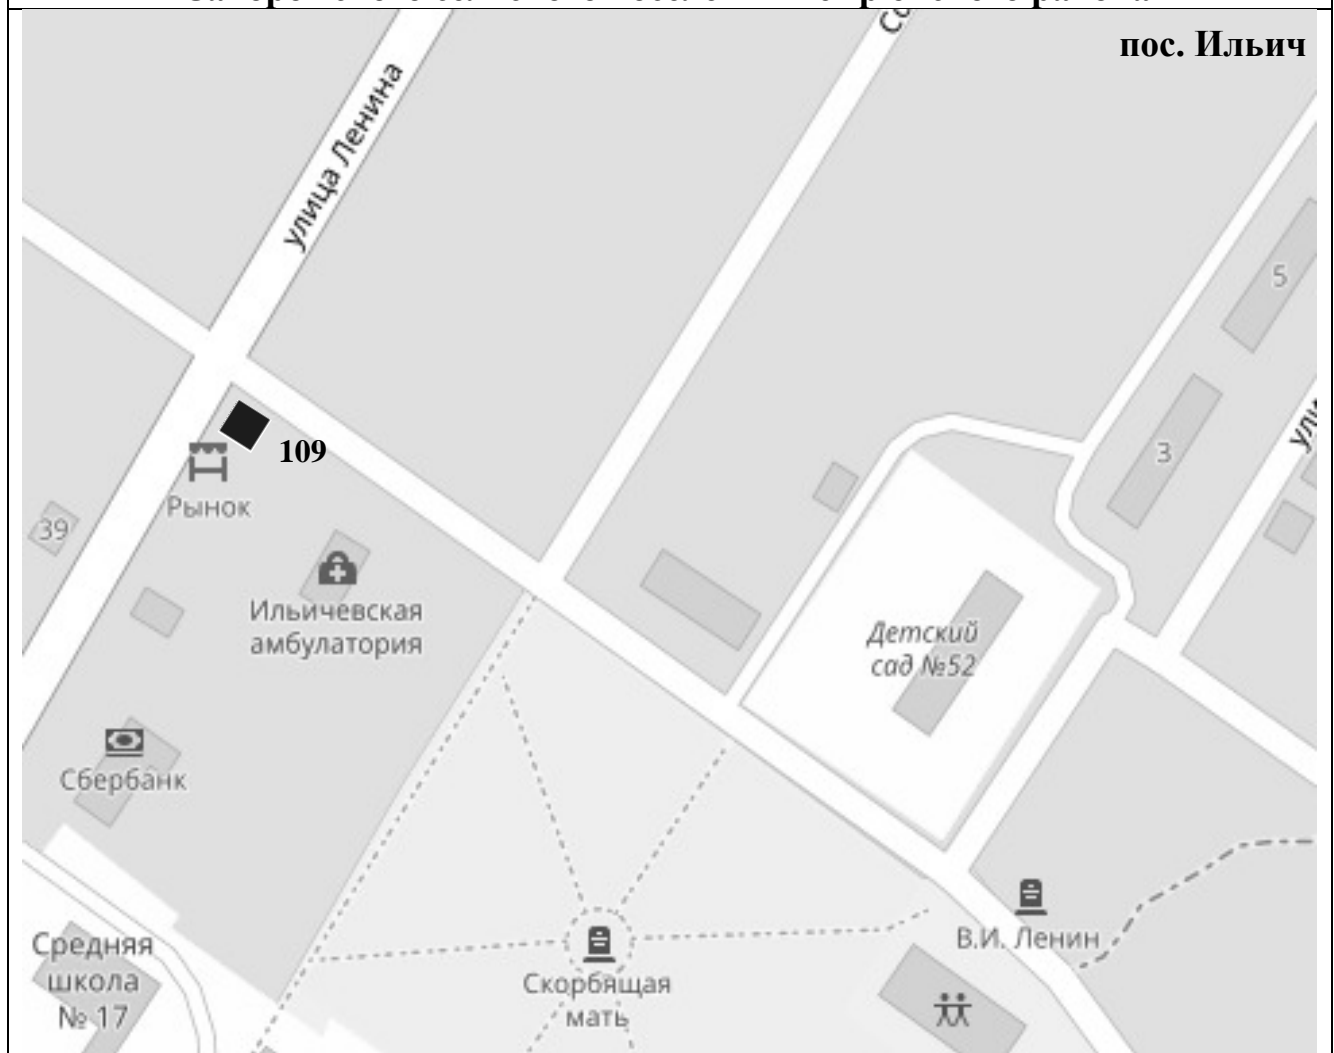 пос. Ильич
Со
улица Ленина
5
3
109
Рынок
39
Ильичевская
амбулатория
Детский
сад №52
Сбербанк
В.И. Ленин
Средняя
школа
№ 17
Скорбящая
мать